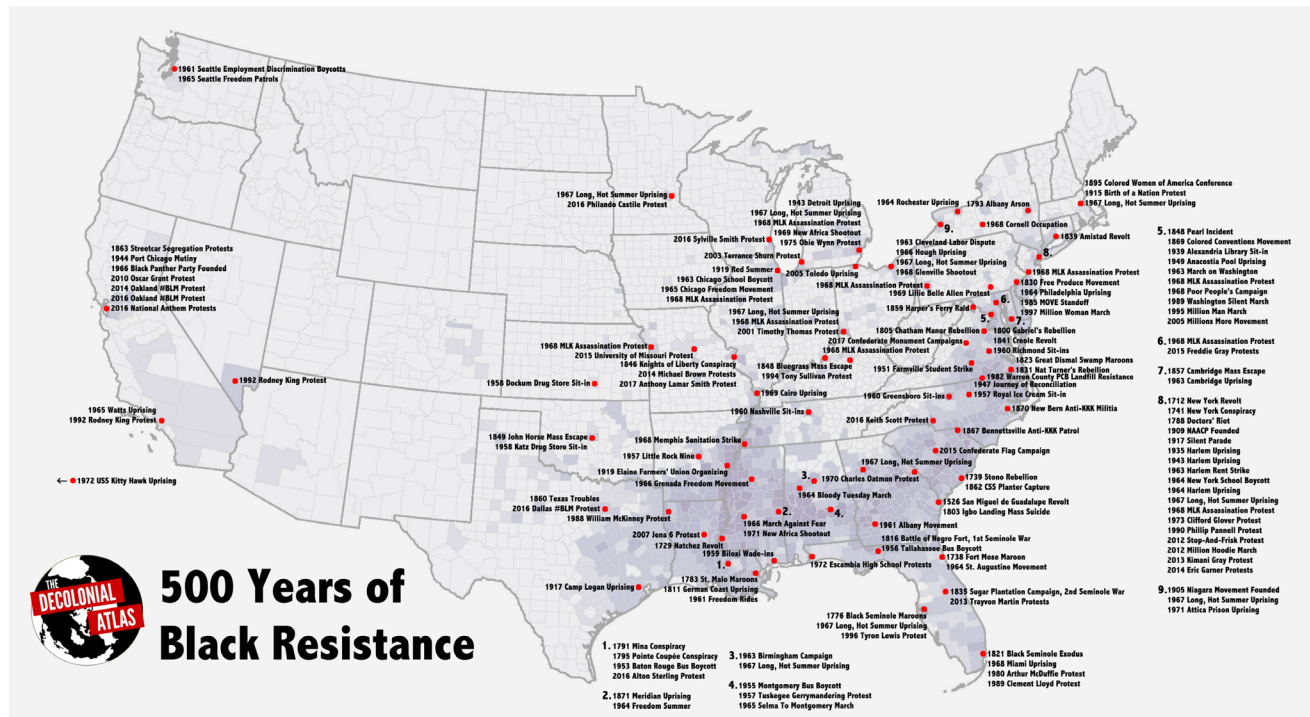 1961 Seattle Employment Discrimination Boycotts
1965 Seattle Freedom Patrols
1967 Long, Hot Summer Uprising
2016 Philando Castile Protest
1943 Detroit Uprising
1967 Long, Hot Summer Uprising
1968 MLK Assassination Protest
1969 New Africa Shootout
1975 Obie Wynn Protest
2016 Sylville Smith Protest
2003 Terrance Shurn Protest
2005 Toledo Uprising
1919 Red Summer
1963 Chicago School Boycott
1965 Chicago Freedom Movement
1968 MLK Assassination Protest
1964 Rochester Uprising
1793 Albany Arson
9.
1968 Cornell Occupation
1895 Colored Women of America Conference
1915 Birth of a Nation Protest
1967 Long, Hot Summer Uprising
1839 Amistad Revolt
8.
1963 Cleveland Labor Dispute
1966 Hough Uprising
1967 Long, Hot Summer Uprising
1968 Glenville Shootout
1968 MLK Assassination Protest
1969 Lillie Belle Allen Protest
1968 MLK Assassination Protest
1830 Free Produce Movement
1964 Philadelphia Uprising
1985 MOVE Standoff
1997 Million Woman March
6.
5.
7.
1859 Harper's Ferry Raid
1863 Streetcar Segregation Protests
1944 Port Chicago Mutiny
1966 Black Panther Party Founded
2010 Oscar Grant Protest
2014 Oakland #BLM Protest
2016 Oakland #BLM Protest
2016 National Anthem Protests
1967 Long, Hot Summer Uprising
1968 MLK Assassination Protest
2001 Timothy Thomas Protest
1805 Chatham Manor Rebellion
1800 Gabriel's Rebellion
2017 Confederate Monument Campaigns
1841 Creole Revolt
1960 Richmond Sit-ins
1968 MLK Assassination Protest
2015 University of Missouri Protest
1846 Knights of Liberty Conspiracy
2014 Michael Brown Protests
2017 Anthony Lamar Smith Protest
1968 MLK Assassination Protest
1848 Bluegrass Mass Escape
1994 Tony Sullivan Protest
1951 Farmville Student Strike
1823 Great Dismal Swamp Maroons
1831 Nat Turner's Rebellion
1982 Warren County PCB Landfill Resistance
1947 Journey of Reconciliation
1957 Royal Ice Cream Sit-in
1992 Rodney King Protest
1958 Dockum Drug Store Sit-in
1969 Cairo Uprising
1960 Greensboro Sit-ins
1870 New Bern Anti-KKK Militia
1965 Watts Uprising
1992 Rodney King Protest
1960 Nashville Sit-ins
2016 Keith Scott Protest
1867 Bennettsville Anti-KKK Patrol
1849 John Horse Mass Escape
1958 Katz Drug Store Sit-in
1968 Memphis Sanitation Strike
1957 Little Rock Nine
1919 Elaine Farmers' Union Organizing
1966 Grenada Freedom Movement
2015 Confederate Flag Campaign
1967 Long, Hot Summer Uprising
3.
1970 Charles Oatman Protest
1739 Stono Rebellion
1862 CSS Planter Capture
← 1972 USS Kitty Hawk Uprising
1964 Bloody Tuesday March
1526 San Miguel de Guadalupe Revolt
1803 Igbo Landing Mass Suicide
1860 Texas Troubles
2016 Dallas #BLM Protest
1988 William McKinney Protest
2.
4.
1966 March Against Fear
1971 New Africa Shootout
1961 Albany Movement
2007 Jena 6 Protest
1729 Natchez Revolt
1959 Biloxi Wade-ins
1.
1816 Battle of Negro Fort, 1st Seminole War
1956 Tallahassee Bus Boycott
1738 Fort Mose Maroon
1964 St. Augustine Movement
1972 Escambia High School Protests
1917 Camp Logan Uprising
1783 St. Malo Maroons
1811 German Coast Uprising
1961 Freedom Rides
1835 Sugar Plantation Campaign, 2nd Seminole War
2013 Trayvon Martin Protests
1776 Black Seminole Maroons
1967 Long, Hot Summer Uprising
1996 Tyron Lewis Protest
1821 Black Seminole Exodus
1968 Miami Uprising
1980 Arthur McDuffie Protest
1989 Clement Lloyd Protest
THE
DECOLONIAL
ATLAS
500 Years of
Black Resistance
1. 1791 Mina Conspiracy
1795 Pointe Coupée Conspiracy
1953 Baton Rouge Bus Boycott
2016 Alton Sterling Protest
2. 1871 Meridian Uprising
1964 Freedom Summer
3. 1963 Birmingham Campaign
1967 Long, Hot Summer Uprising
4. 1955 Montgomery Bus Boycott
1957 Tuskegee Gerrymandering Protest
1965 Selma To Montgomery March
5. 1848 Pearl Incident
1869 Colored Conventions Movement
1939 Alexandria Library Sit-in
1949 Anacostia Pool Uprising
1963 March on Washington
1968 MLK Assassination Protest
1968 Poor People's Campaign
1989 Washington Silent March
1995 Million Man March
2005 Millions More Movement
6. 1968 MLK Assassination Protest
2015 Freddie Gray Protests
7. 1857 Cambridge Mass Escape
1963 Cambridge Uprising
8. 1712 New York Revolt
1741 New York Conspiracy
1788 Doctors' Riot
1909 NAACP Founded
1917 Silent Parade
1935 Harlem Uprising
1943 Harlem Uprising
1963 Harlem Rent Strike
1964 New York School Boycott
1964 Harlem Uprising
1967 Long, Hot Summer Uprising
1968 MLK Assassination Protest
1973 Clifford Glover Protest
1990 Phillip Pannell Protest
2012 Stop-And-Frisk Protest
2012 Million Hoodie March
2013 Kimani Gray Protest
2014 Eric Garner Protests
9. 1905 Niagara Movement Founded
1967 Long, Hot Summer Uprising
1971 Attica Prison Uprising